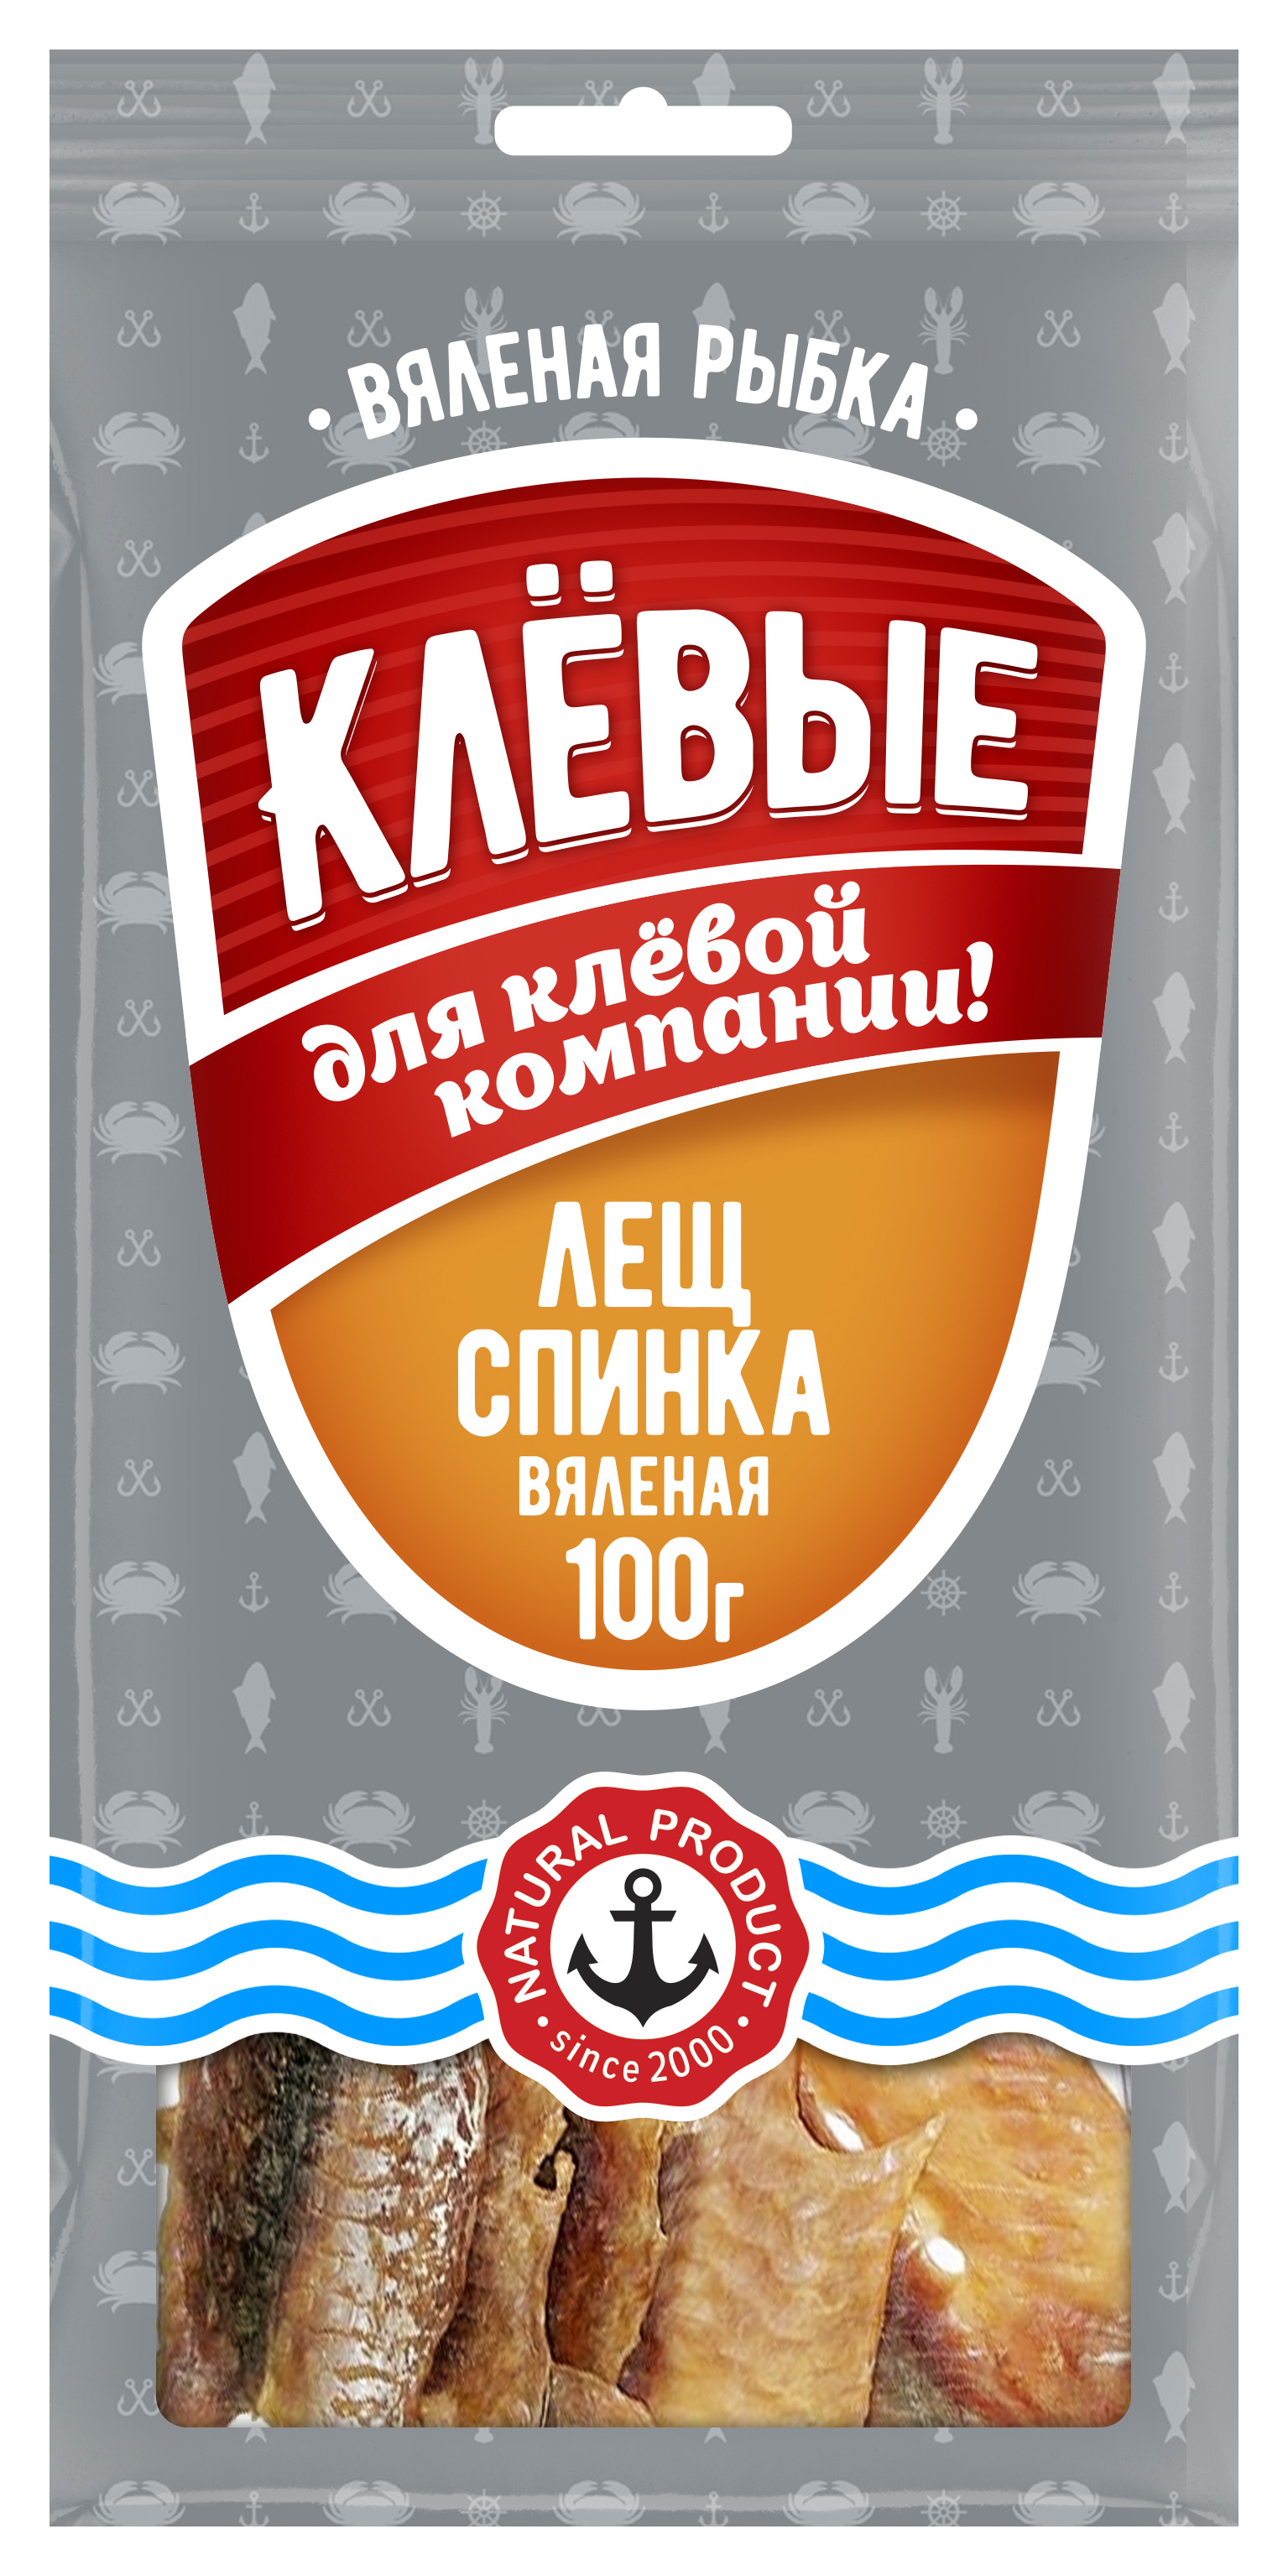 • ВЯЛЕНАЯ РЫБКА •
КЛЁВЫЕ
для клёвой
компании!
ЛЕЩ
СПИНКА
ВЯЛЕНАЯ
100г
NATURAL PRODUCT
• since 2000 •